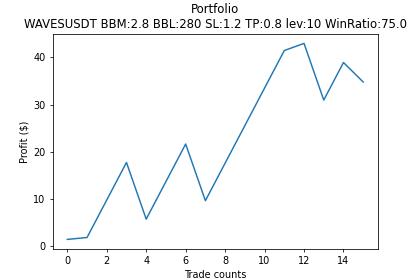 Portfolio
WAVESUSDT BBM:2.8 BBL:280 SL:1.2 TP:0.8 lev:10 WinRatio:75.0
Profit ($)
40
30
20
10
0
0 2 4 6 8 10 12 14
Trade counts